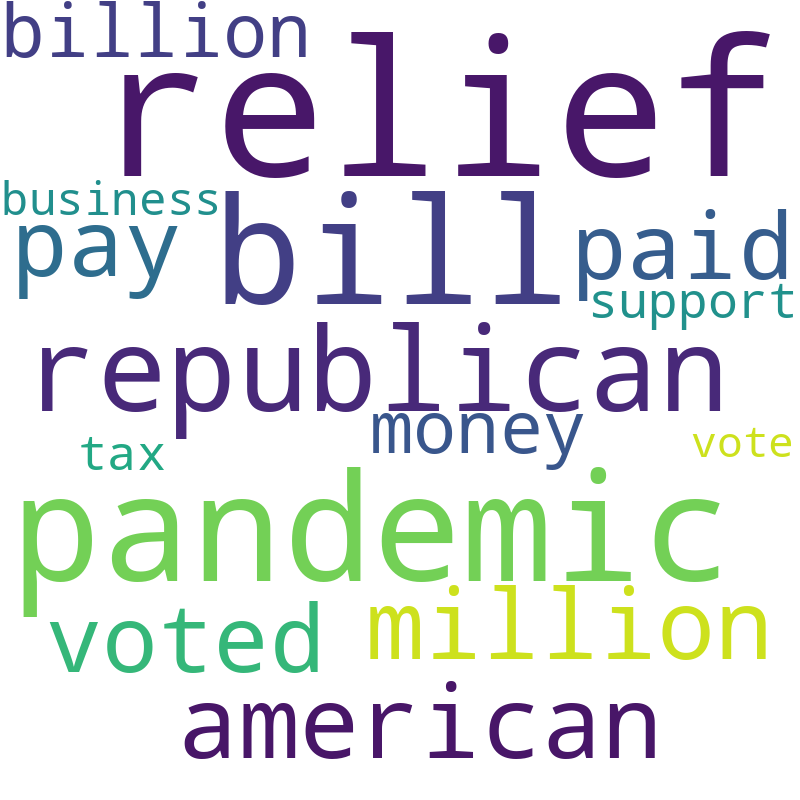 billion
relief
business
pay
bill
paid
support
republican
money
tax
vote
pandemic
voted
million
american